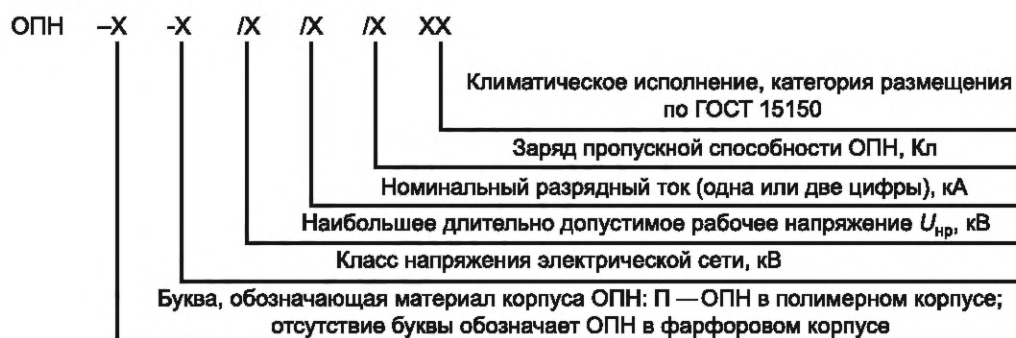 ОПН –Х -Х /Х /Х /Х ХХ
Климатическое исполнение, категория размещения
по ГОСТ 15150
Заряд пропускной способности ОПН, Кл
Номинальный разрядный ток (одна или две цифры), кА
Наибольшее длительно допустимое рабочее напряжение Uнр, кВ
Класс напряжения электрической сети, кВ
Буква, обозначающая материал корпуса ОПН: П — ОПН в полимерном корпусе;
отсутствие буквы обозначает ОПН в фарфоровом корпусе